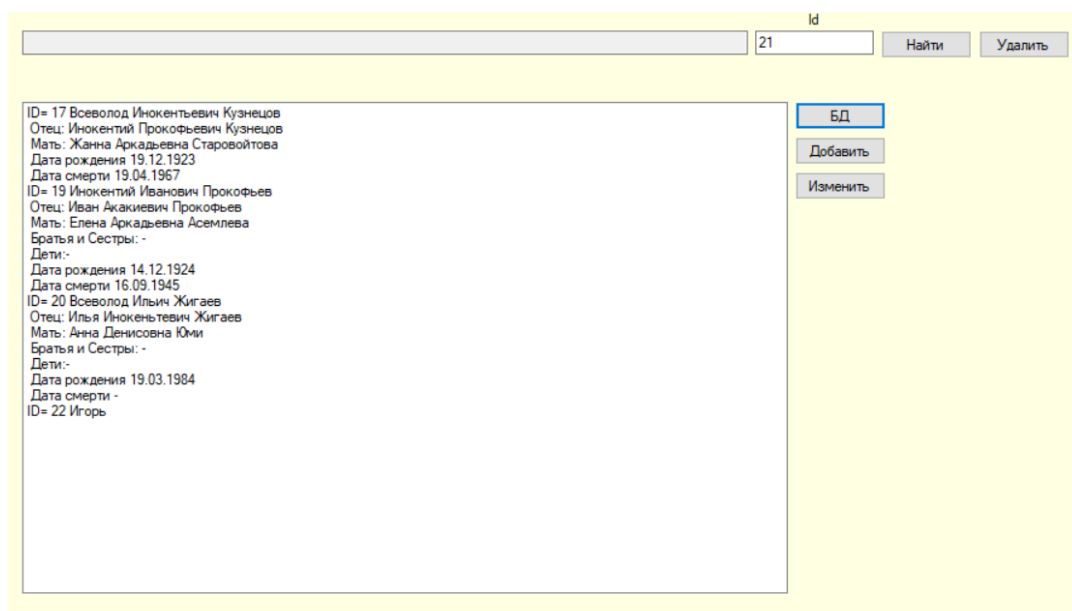 Id
21
Найти
Удалить
ID= 17 Всеволод Инокентьевич Кузнецов
Отец: Инокентий Прокофьевич Кузнецов
Мать: Жанна Аркадьевна Старовойтова
Дата рождения 19.12.1923
Дата смерти 19.04.1967
ID= 19 Инокентий Иванович Прокофьев
Отец: Иван Акакиевич Прокофьев
Мать: Елена Аркадьевна Асемлева
Братья и Сестры: -
Дети:-
Дата рождения 14.12.1924
Дата смерти 16.09.1945
ID= 20 Всеволод Ильич Жигаев
Отец: Илья Инокеньтевич Жигаев
Мать: Анна Денисовна Юми
Братья и Сестры: -
Дети:-
Дата рождения 19.03.1984
Дата смерти -
ID= 22 Игорь
БД
Добавить
Изменить